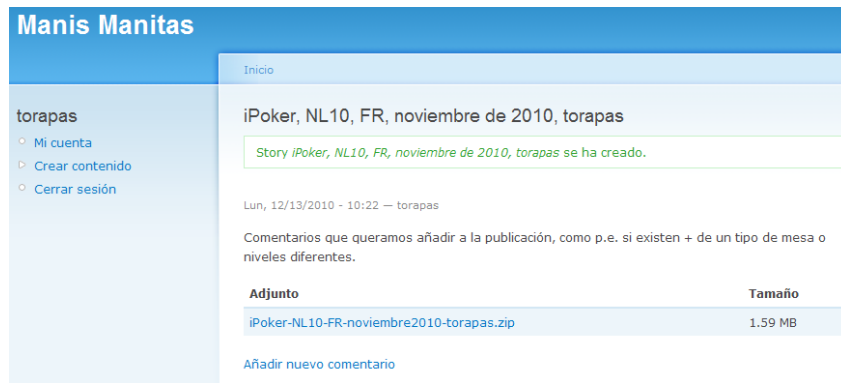 Manis Manitas
Inicio
torapas
Mi cuenta
Crear contenido
Cerrar sesión
iPoker, NL10, FR, noviembre de 2010, torapas
Story iPoker, NL10, FR, noviembre de 2010, torapas se ha creado.
Lun, 12/13/2010 - 10:22 — torapas
Comentarios que queramos añadir a la publicación, como p.e. si existen + de un tipo de mesa o
niveles diferentes.
Adjunto Tamaño
iPoker-NL10-FR-noviembre2010-torapas.zip 1.59 MB
Añadir nuevo comentario